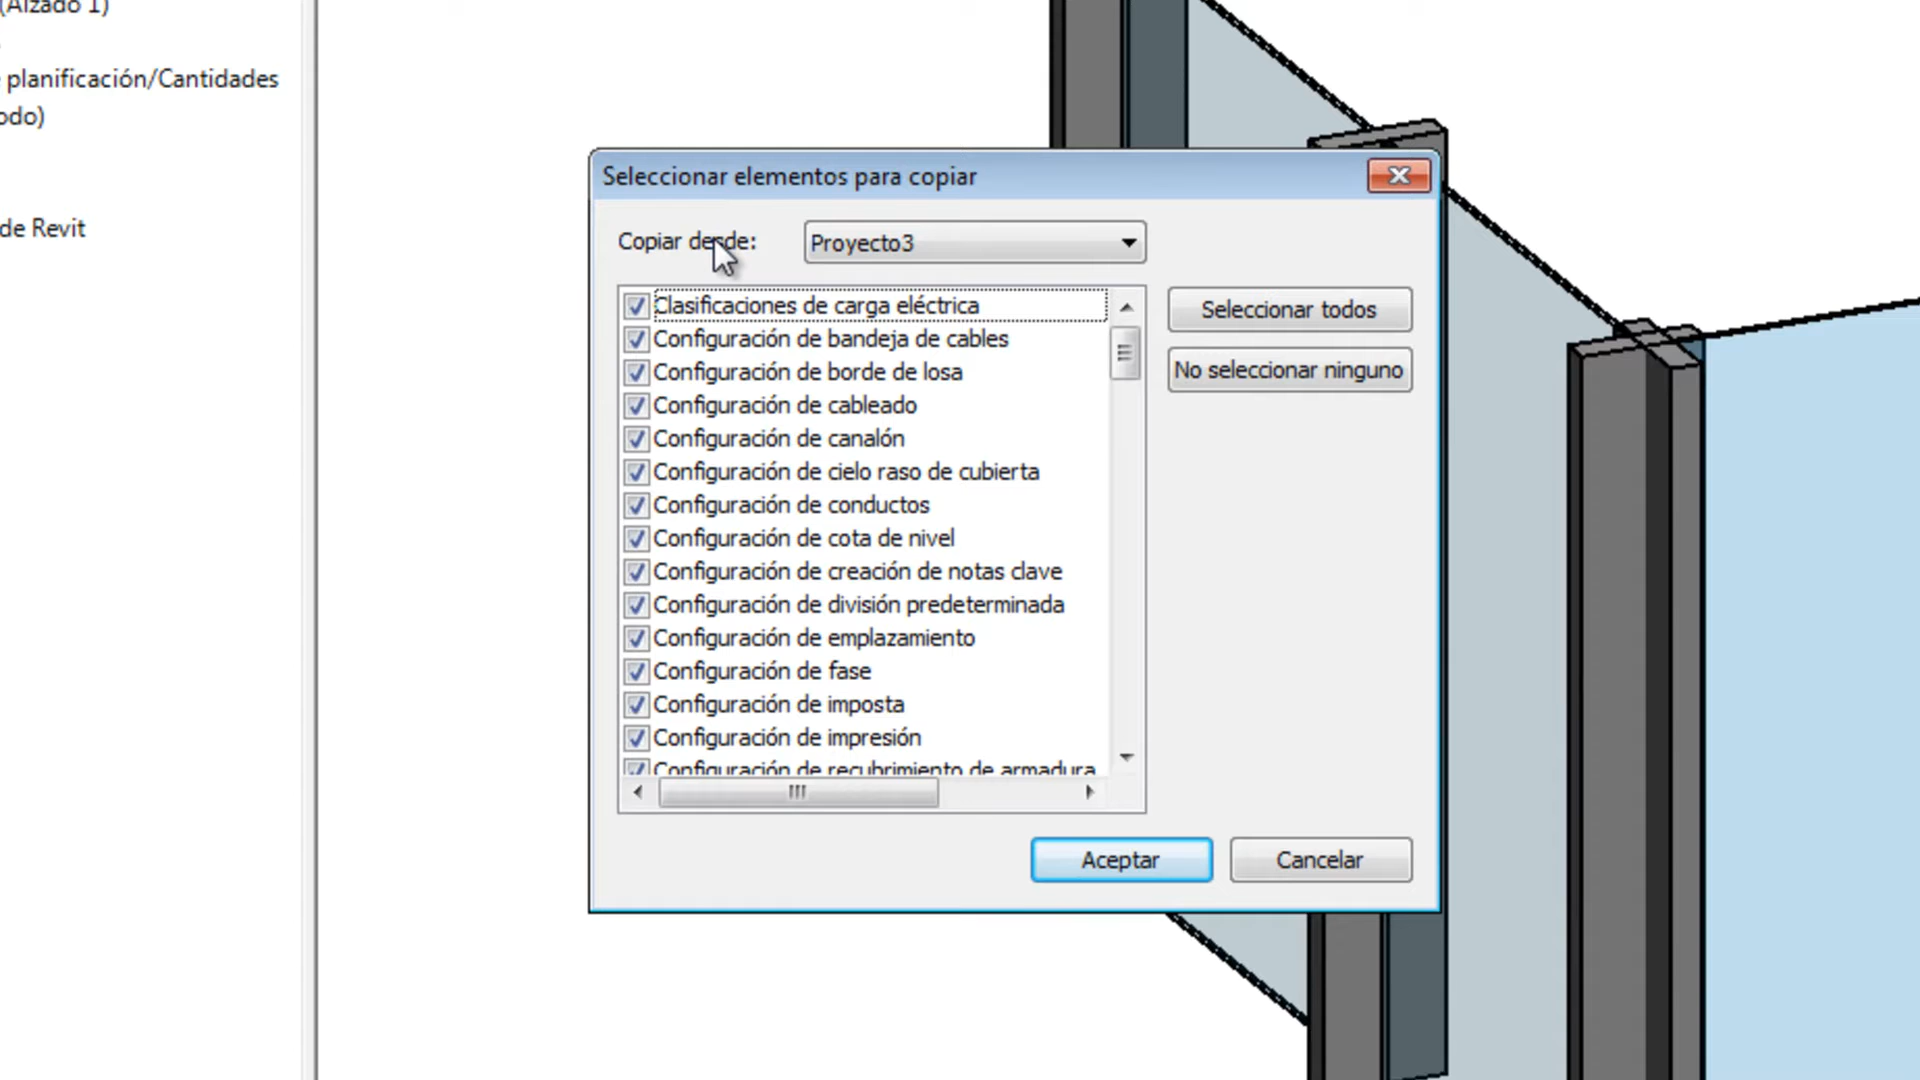 (Alzado 1)
planificación/Cantidades
odo)
de Revit
Seleccionar elementos para copiar
Copiar desde:
Proyecto3
Clasificaciones de carga eléctrica
Configuración de bandeja de cables
Configuración de borde de losa
Configuración de cableado
Configuración de canalón
Configuración de cielo raso de cubierta
Configuración de conductos
Configuración de cota de nivel
Configuración de creación de notas clave
Configuración de división predeterminada
Configuración de emplazamiento
Configuración de fase
Configuración de imposta
Configuración de impresión
Configuración de recubrimiento de armadura
Seleccionar todos
No seleccionar ninguno
Aceptar
Cancelar